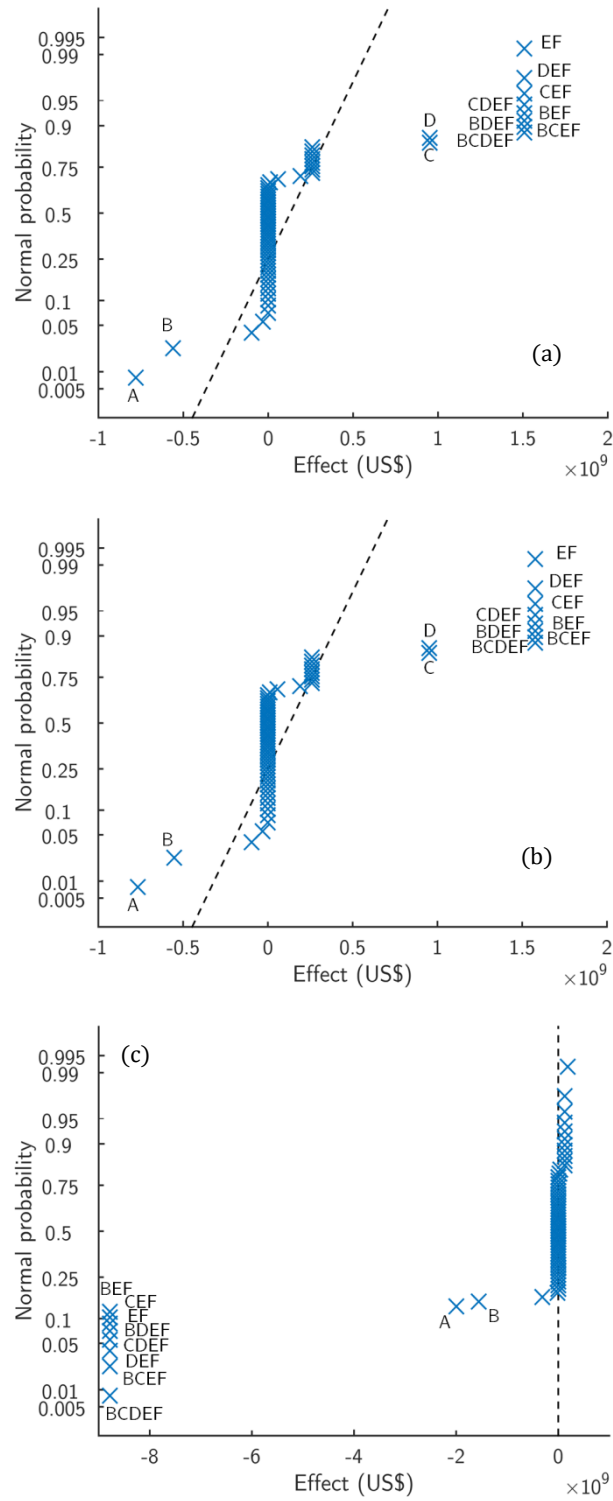 0.995
EF
0.99
DEF
0.95
CDEF
CEF
0.9
D
BDEF
BEF
BCDEF
BCEF
C
0.75
Normal probability
0.5
0.25
0.1
0.05
B
(a)
0.01
0.005
A
-1
-0.5
0
0.5
1
1.5
2
Effect (US$)
×10⁹
0.995
EF
0.99
DEF
0.95
CDEF
CEF
0.9
D
BDEF
BEF
BCDEF
BCEF
C
0.75
Normal probability
0.5
0.25
0.1
0.05
B
(b)
0.01
0.005
A
-1
-0.5
0
0.5
1
1.5
2
Effect (US$)
×10⁹
(c)
0.995
0.99
0.95
0.9
0.75
Normal probability
0.5
0.25
BEF
CEF
0.1
EF
A
B
BDEF
0.05
CDEF
DEF
BCEF
0.01
BCDEF
0.005
-8
-6
-4
-2
0
Effect (US$)
×10⁹